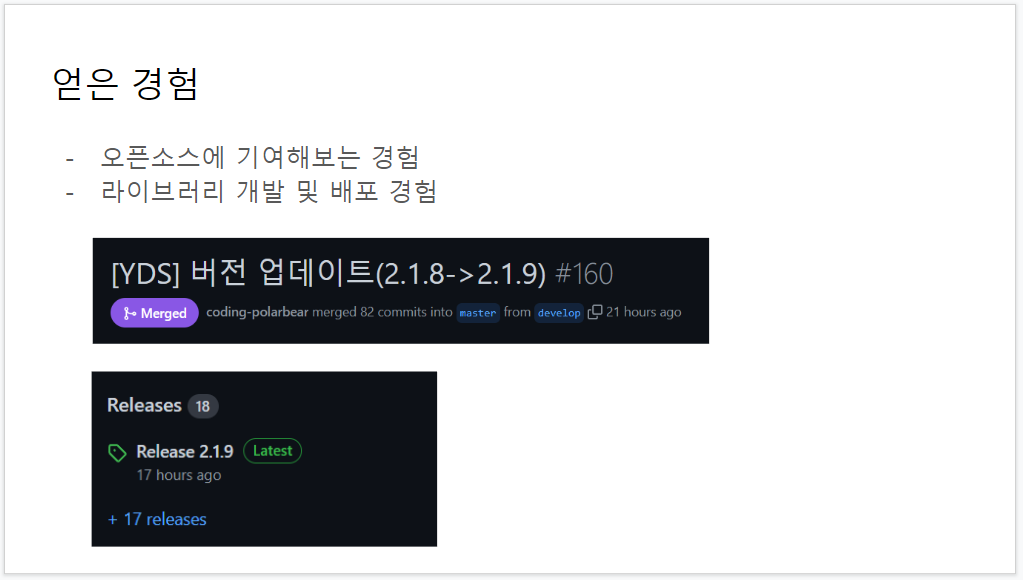 얻은 경험
- 오픈소스에 기여해보는 경험
- 라이브러리 개발 및 배포 경험
[YDS] 버전 업데이트(2.1.8->2.1.9) #160
Merged coding-polarbear merged 82 commits into master from develop 21 hours ago
Releases 18
Release 2.1.9 Latest
17 hours ago
+ 17 releases